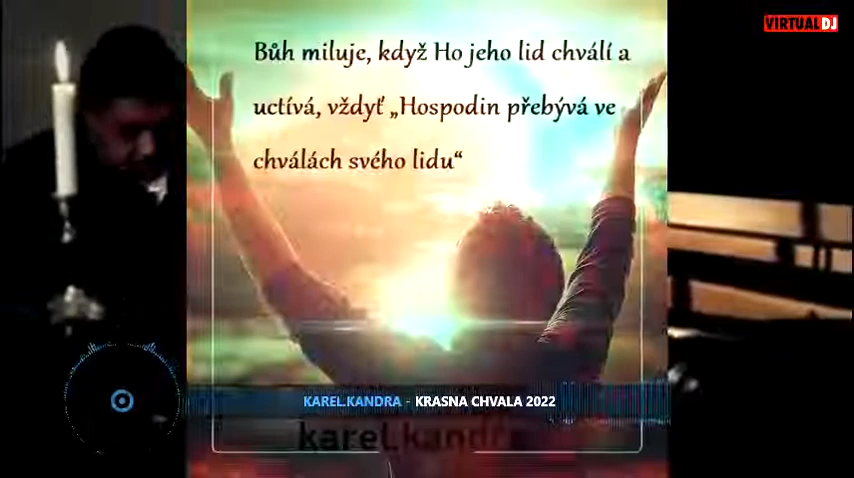 VIRTUALDJ
Bůh miluje, když Ho jeho lid chválí a
uctívá, vždyť „Hospodin přebývá ve
chválách svého lidu“
KAREL.KANDRA - KRASNA CHVALA 2022
karel.kandra